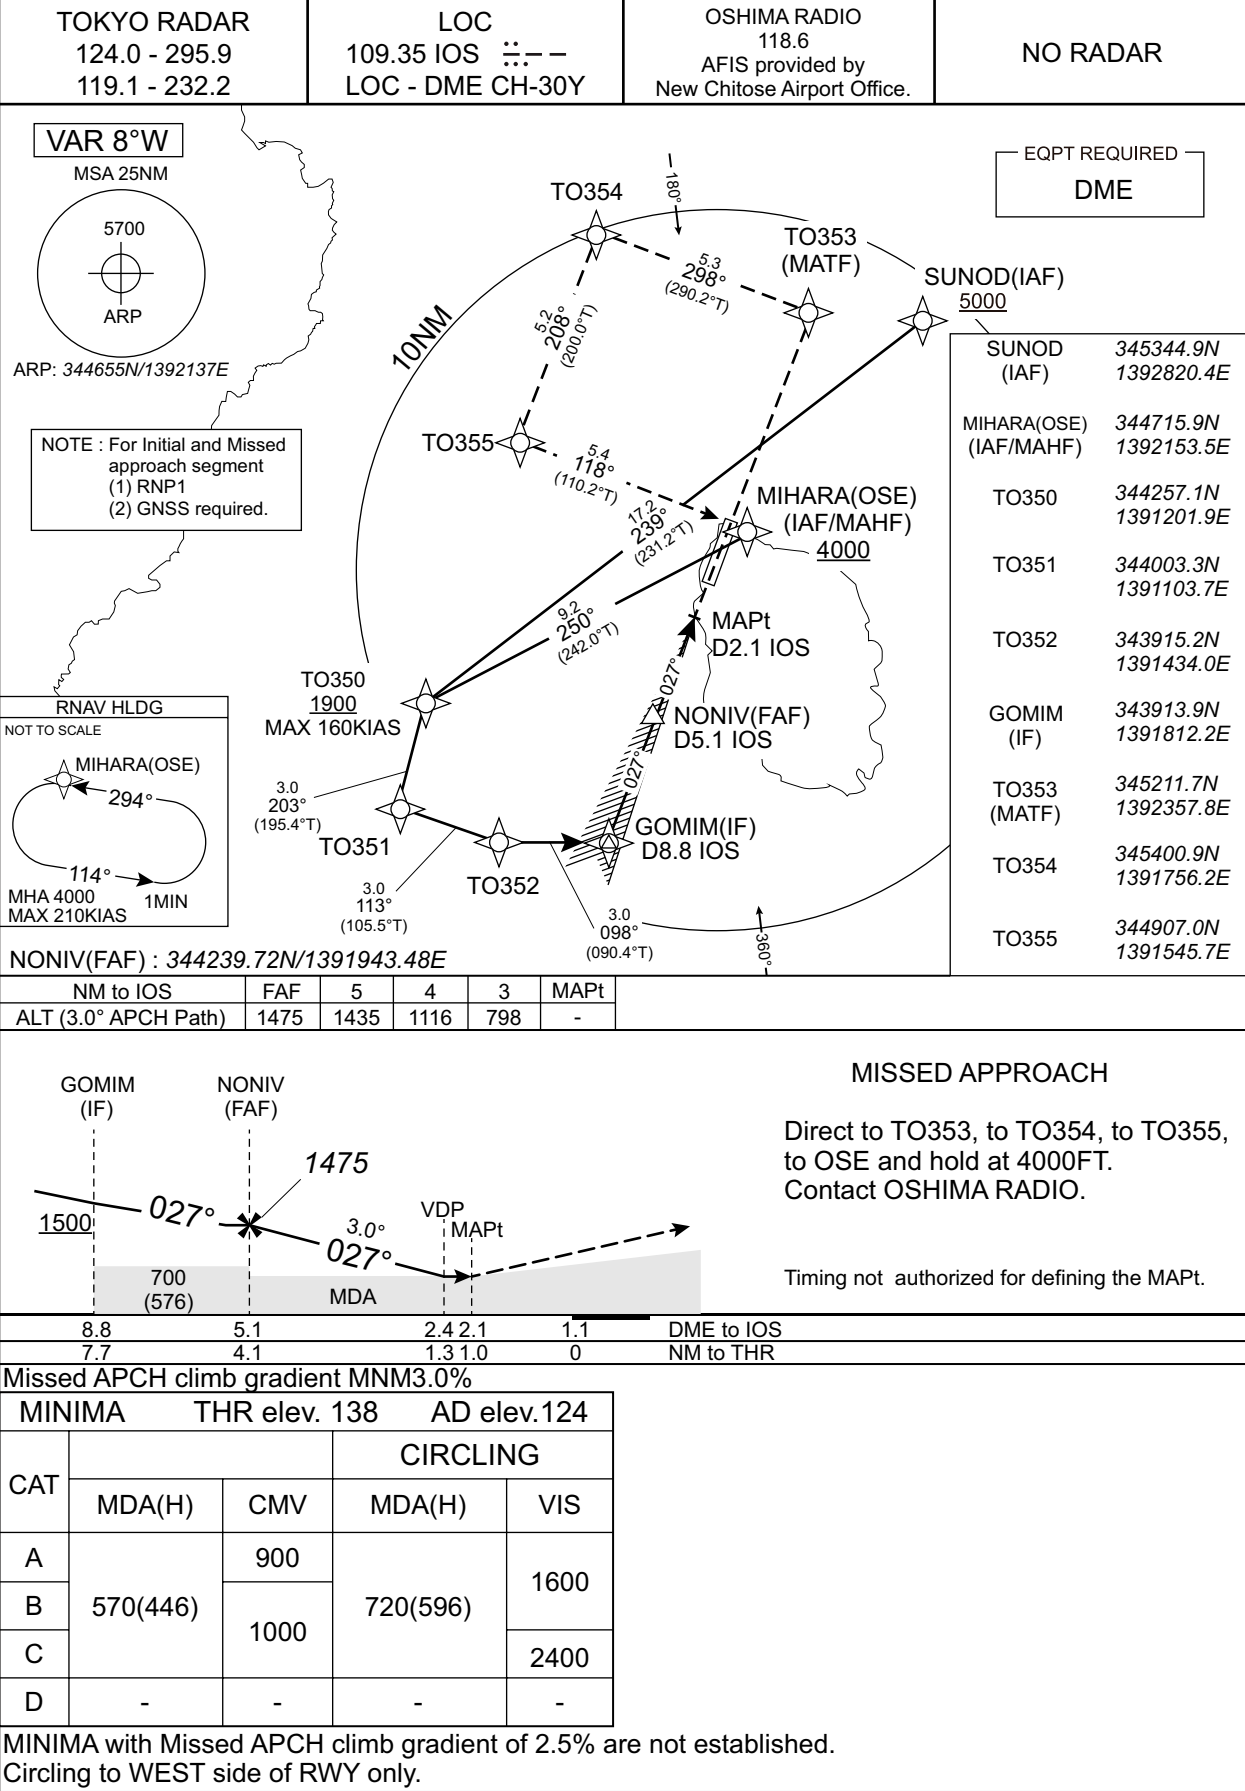 TOKYO RADAR
124.0 - 295.9
119.1 - 232.2
LOC
109.35 IOS
LOC - DME CH-30Y
OSHIMA RADIO
118.6
AFIS provided by
New Chitose Airport Office.
NO RADAR
VAR 8°W
MSA 25NM
5700
ARP
ARP: 344655N/1392137E
EQPT REQUIRED
DME
NOTE : For Initial and Missed
approach segment
(1) RNP1
(2) GNSS required.
TO354
180°
TO353
(MATF)
SUNOD(IAF)
5000
5.3
298°
(290.2°T)
10NM
5.2
208°
(200.0°T)
TO355
5.4
118°
(110.2°T)
MIHARA(OSE)
(IAF/MAHF)
4000
17.2
239°
(231.2°T)
9.2
250°
(242.0°T)
MAPt
D2.1 IOS
TO350
1900
MAX 160KIAS
027°
NONIV(FAF)
D5.1 IOS
027°
3.0
203°
(195.4°T)
TO351
GOMIM(IF)
D8.8 IOS
TO352
3.0
113°
(105.5°T)
3.0
098°
(090.4°T)
360°
SUNOD
(IAF)
345344.9N
1392820.4E
MIHARA(OSE)
(IAF/MAHF)
344715.9N
1392153.5E
TO350
344257.1N
1391201.9E
TO351
344003.3N
1391103.7E
TO352
343915.2N
1391434.0E
GOMIM
(IF)
343913.9N
1391812.2E
TO353
(MATF)
345211.7N
1392357.8E
TO354
345400.9N
1391756.2E
TO355
344907.0N
1391545.7E
RNAV HLDG
NOT TO SCALE
MIHARA(OSE)
294°
114°
MHA 4000
MAX 210KIAS
1MIN
NONIV(FAF) : 344239.72N/1391943.48E
NM to IOS FAF 5 4 3 MAPt
ALT (3.0° APCH Path) 1475 1435 1116 798 -
GOMIM
(IF)
NONIV
(FAF)
1475
1500
027°
3.0°
027°
VDP
MAPt
700
(576)
MDA
MISSED APPROACH
Direct to TO353, to TO354, to TO355,
to OSE and hold at 4000FT.
Contact OSHIMA RADIO.
Timing not authorized for defining the MAPt.
8.8 5.1 2.4 2.1 1.1 DME to IOS
7.7 4.1 1.3 1.0 0 NM to THR
Missed APCH climb gradient MNM3.0%
MINIMA THR elev. 138 AD elev.124
CAT
CIRCLING
MDA(H) CMV MDA(H) VIS
A 900
B 570(446) 1000 720(596) 1600
C 2400
D - - - -
MINIMA with Missed APCH climb gradient of 2.5% are not established.
Circling to WEST side of RWY only.